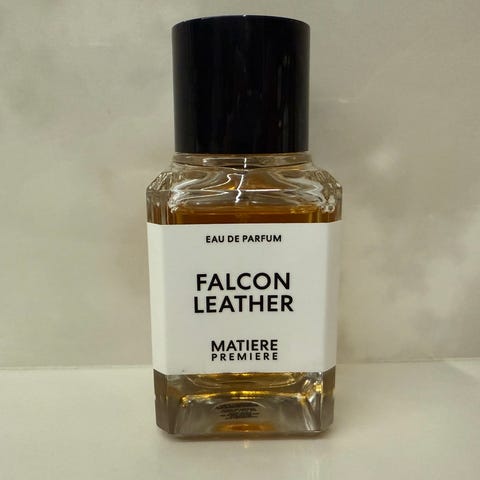 EAU DE PARFUM
FALCON
LEATHER
MATIERE
PREMIERE